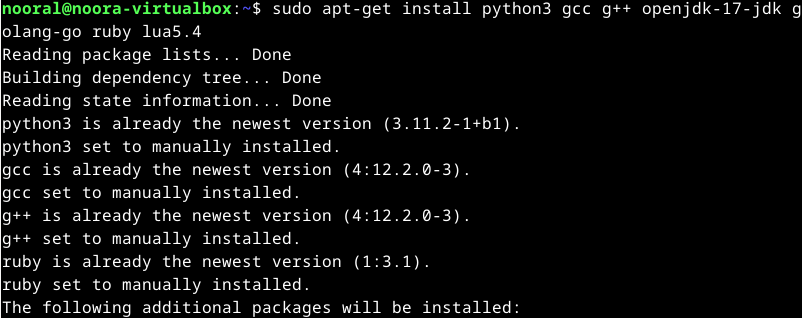 nooral@noora-virtualbox:~$ sudo apt-get install python3 gcc g++ openjdk-17-jdk g
olang-go ruby lua5.4
Reading package lists... Done
Building dependency tree... Done
Reading state information... Done
python3 is already the newest version (3.11.2-1+b1).
python3 set to manually installed.
gcc is already the newest version (4:12.2.0-3).
gcc set to manually installed.
g++ is already the newest version (4:12.2.0-3).
g++ set to manually installed.
ruby is already the newest version (1:3.1).
ruby set to manually installed.
The following additional packages will be installed: